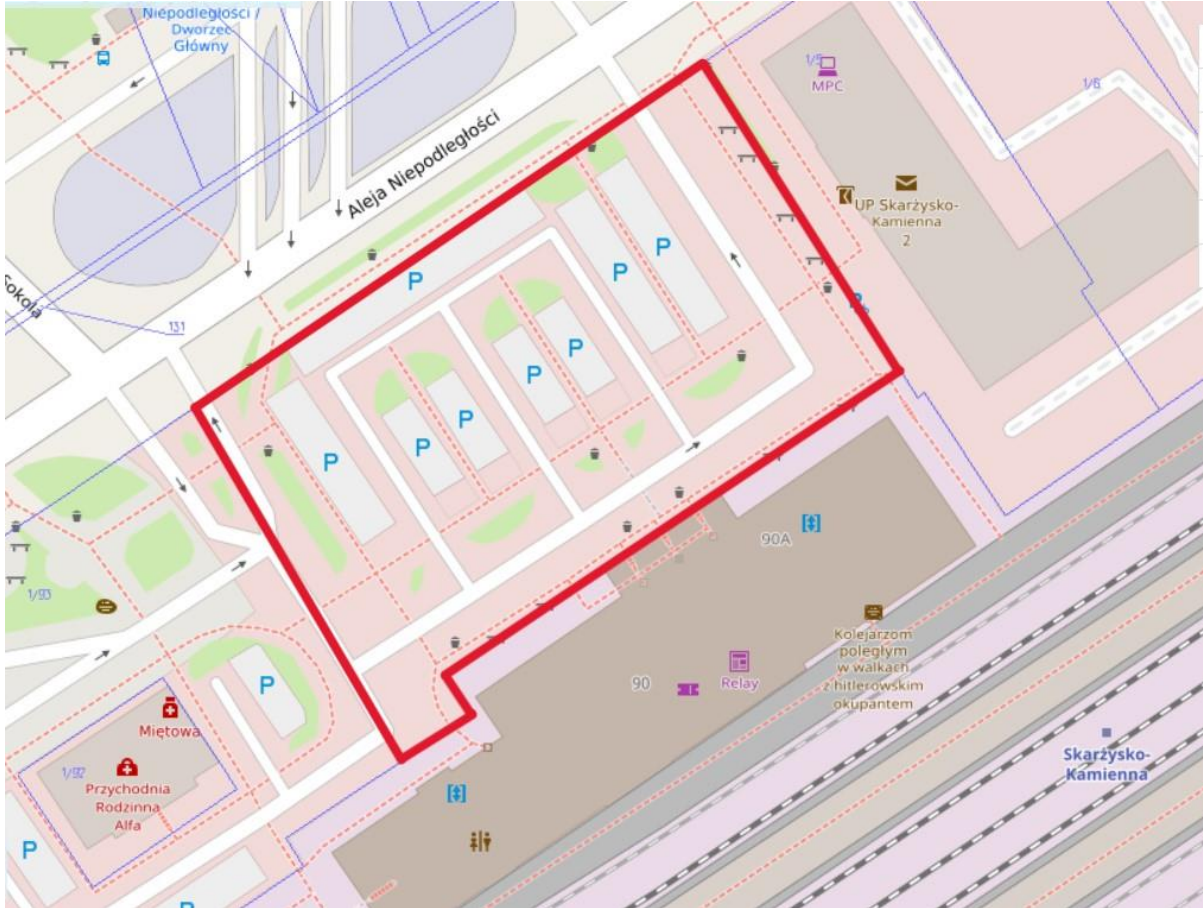 Niepodległości /
Dworzec
Główny
1/5
MPC
1/6
Aleja Niepodległości
UP Skarżysko-
Kamienna
2
P
P
P
Sokola
131
P
P
P
P
P
P
90A
1/93
Kolejarzom
poległym
w walkach
z hitlerowskim
okupantem
90
Relay
P
Miętowa
Skarżysko-
Kamienna
1/92
Przychodnia
Rodzinna
Alfa
P
P